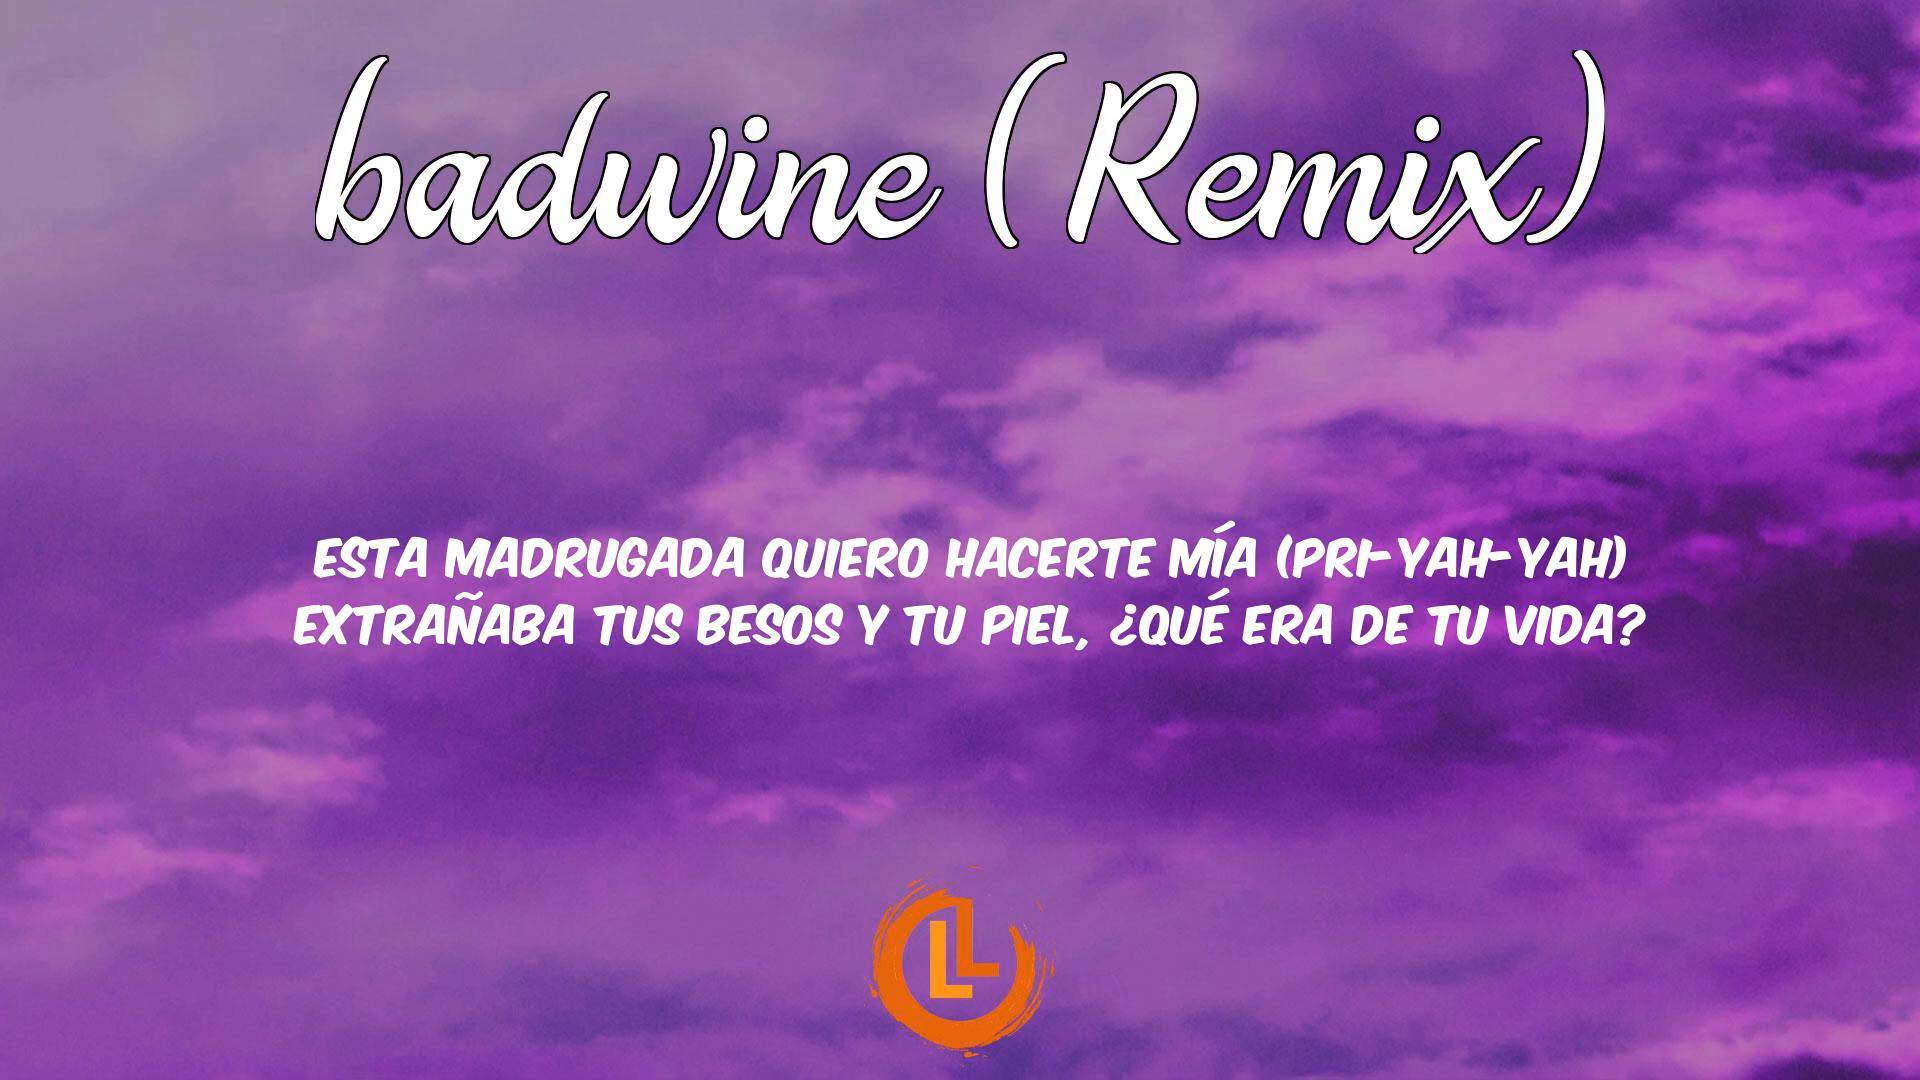 badwine (Remix)
ESTA MADRUGADA QUIERO HACERTE MÍA (PRI-YAH-YAH)
EXTRAÑABA TUS BESOS Y TU PIEL, ¿QUÉ ERA DE TU VIDA?
LL